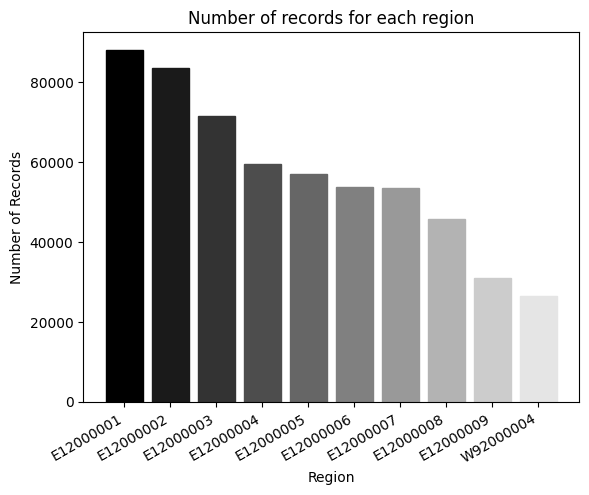 Number of records for each region
Number of Records
80000
60000
40000
20000
0
E12000001
E12000002
E12000003
E12000004
E12000005
E12000006
E12000007
E12000008
E12000009
W92000004
Region